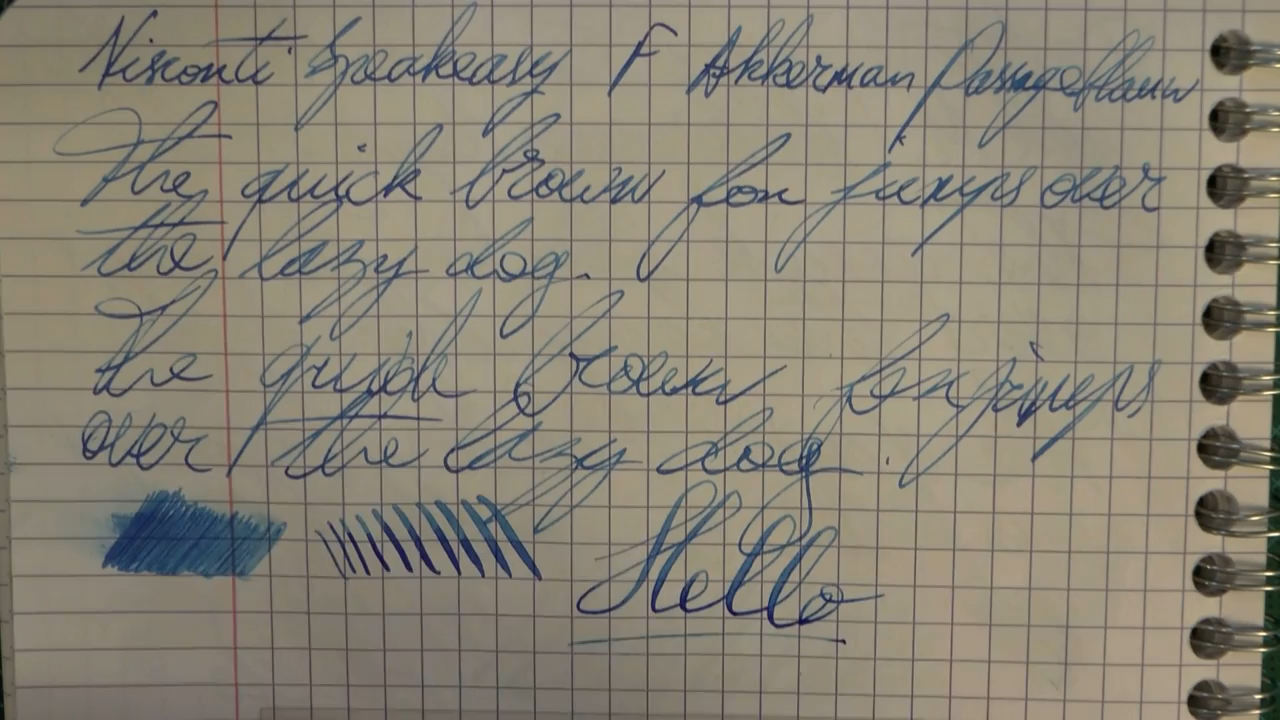 Visconti Speakeasy F Akkerman Passageblauw
The quick brown fox jumps over
the lazy dog.
The quick brown fox jumps
over the lazy dog.
Hello